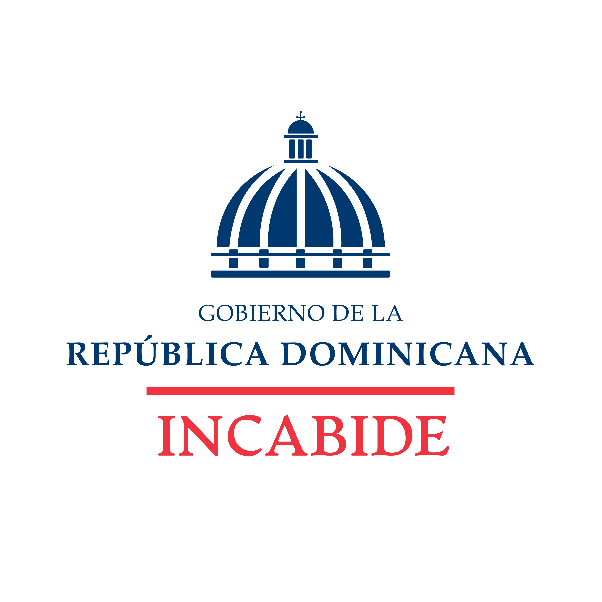 GOBIERNO DE LA
REPÚBLICA DOMINICANA
INCABIDE